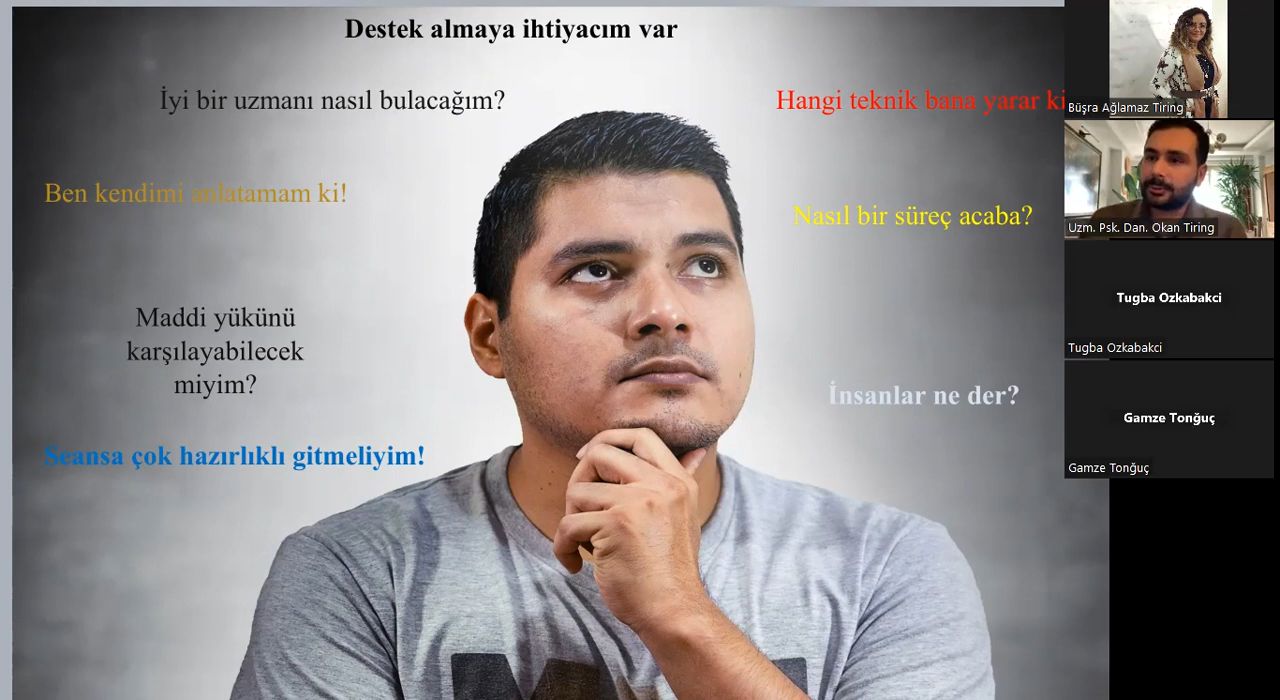 Destek almaya ihtiyacım var
İyi bir uzmanı nasıl bulacağım?
Hangi teknik bana yarar ki
Ben kendimi anlatamam ki!
Nasıl bir süreç acaba?
Maddi yükünü
karşılayabilecek
miyim?
İnsanlar ne der?
Seansa çok hazırlıklı gitmeliyim!
Büşra Ağlamaz Tiring
Uzm. Psk. Dan. Okan Tiring
Tugba Ozkabakci
Tugba Ozkabakci
Gamze Tonğuç
Gamze Tonğuç